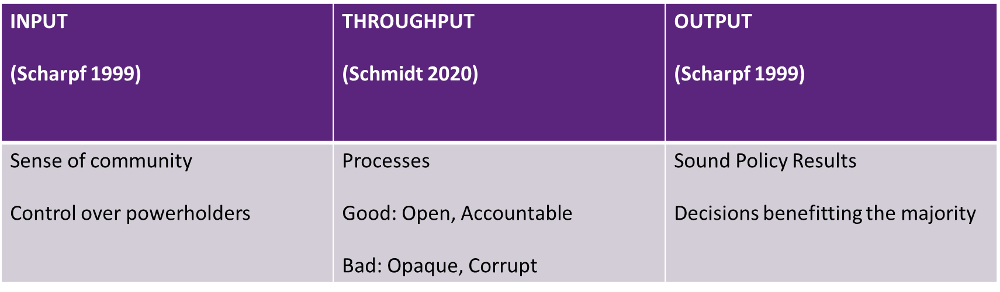 INPUT
(Scharpf 1999)
THROUGHPUT
(Schmidt 2020)
OUTPUT
(Scharpf 1999)
Sense of community
Control over powerholders
Processes
Good: Open, Accountable
Bad: Opaque, Corrupt
Sound Policy Results
Decisions benefitting the majority